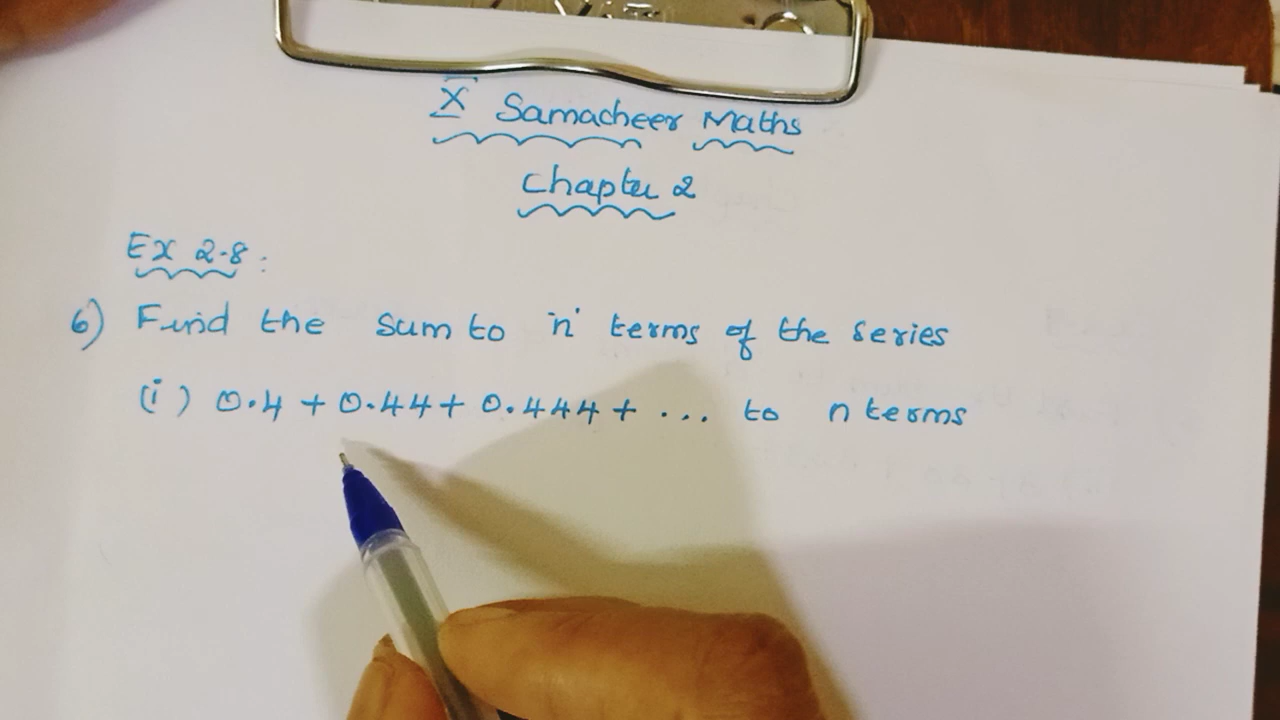 X Samacheer Maths
Chapter 2
Ex 2.8:
6) Find the sum to 'n' terms of the series
(i) 0.4 + 0.44 + 0.444 + ... to n terms